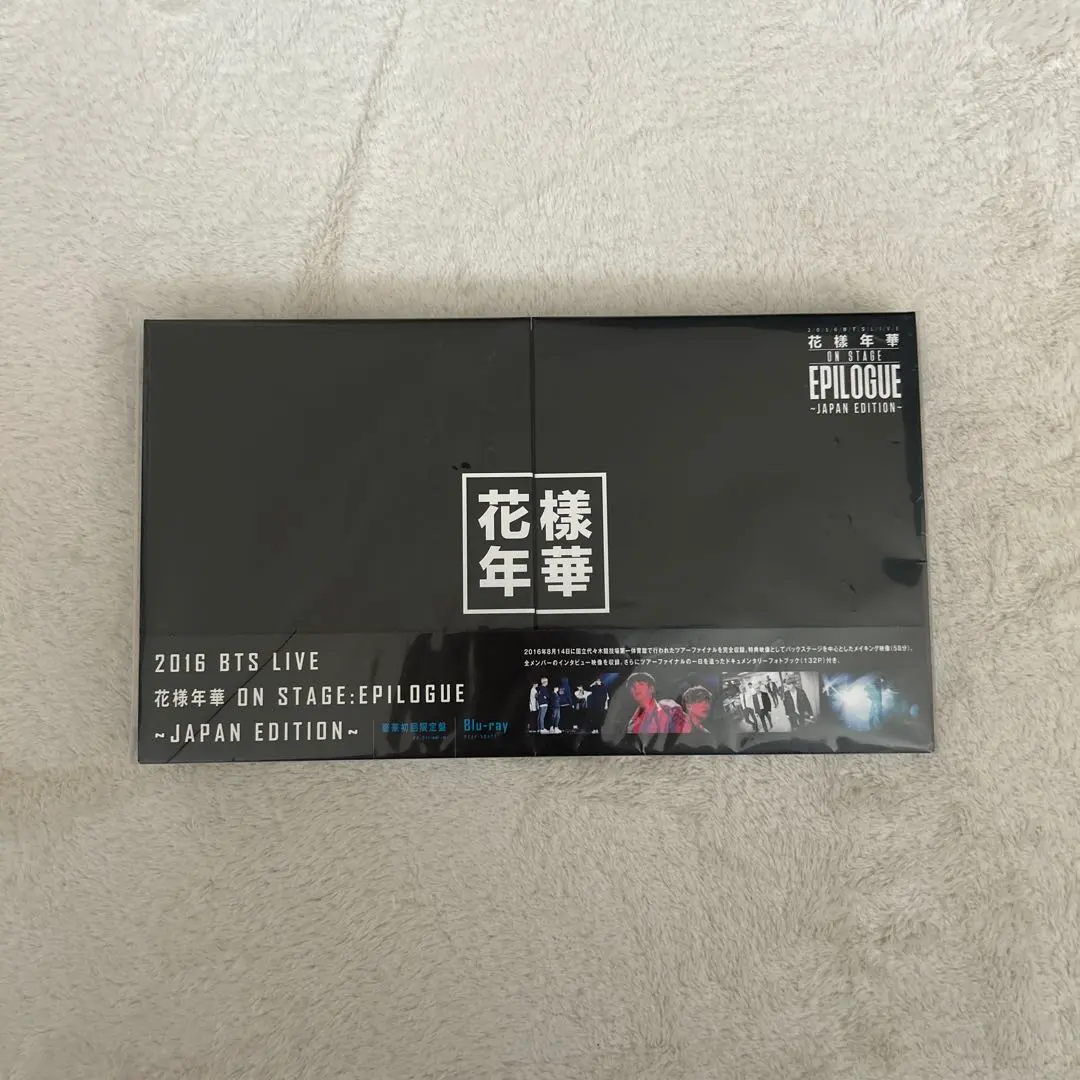 2016 BTS LIVE
花樣年華
ON STAGE
EPILOGUE
~JAPAN EDITION~
花樣
年華
2016 BTS LIVE
花様年華 ON STAGE:EPILOGUE
~JAPAN EDITION~
豪華初回限定盤
Blu-ray
2016年8月14日に国立代々木競技場第一体育館で行われたツアーファイナルを完全収録。特典映像としてバックステージを中心としたメイキング映像(58分)、
全メンバーのインタビュー映像を収録。さらにツアーファイナルの一日を追ったドキュメンタリーフォトブック(132P)付き。